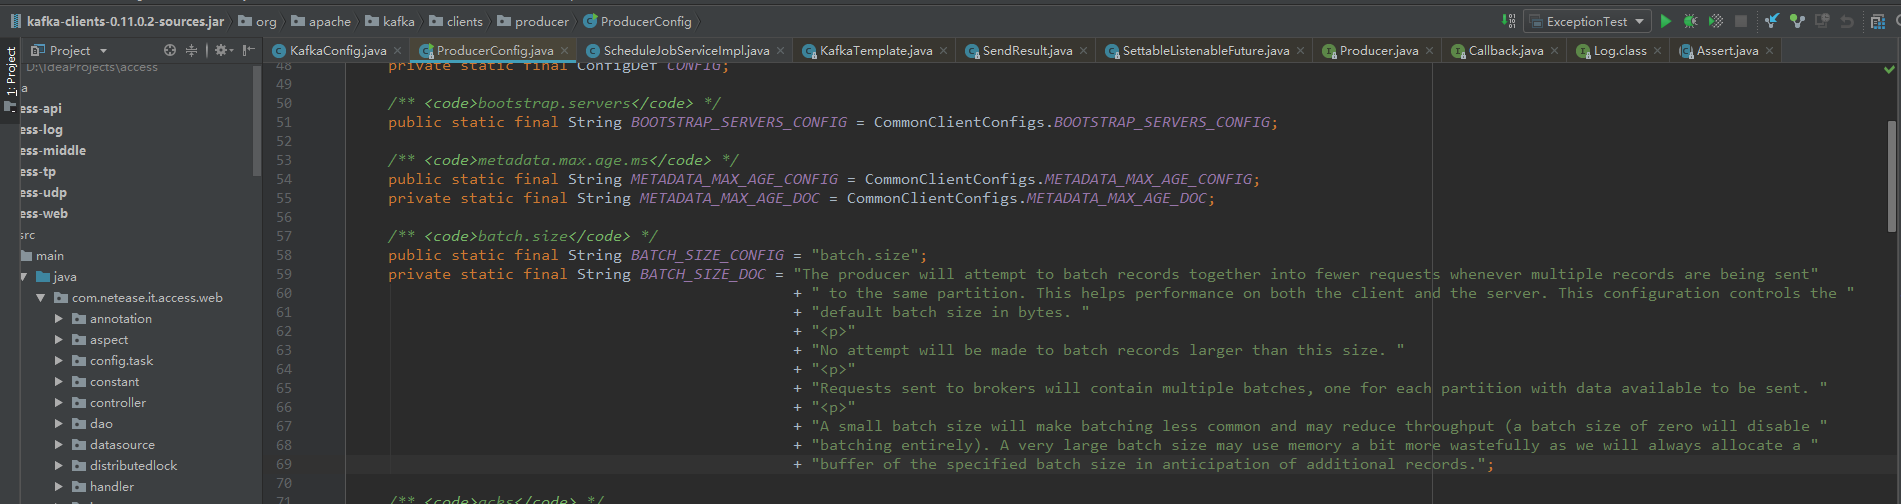 kafka-clients-0.11.0.2-sources.jar org apache kafka clients producer ProducerConfig ExceptionTest
1: Project
Project
KafkaConfig.java ProducerConfig.java ScheduleJobServiceImpl.java KafkaTemplate.java SendResult.java SettableListenableFuture.java Producer.java Callback.java Log.class Assert.java
D:\IdeaProjects\access
a
ess-api
ess-log
ess-middle
ess-tp
ess-udp
ess-web
src
main
java
com.netease.it.access.web
annotation
aspect
config.task
constant
controller
dao
datasource
distributedlock
handler
48 private static final ConfigDef CONFIG;
49
50 /** <code>bootstrap.servers</code> */
51 public static final String BOOTSTRAP_SERVERS_CONFIG = CommonClientConfigs.BOOTSTRAP_SERVERS_CONFIG;
52
53 /** <code>metadata.max.age.ms</code> */
54 public static final String METADATA_MAX_AGE_CONFIG = CommonClientConfigs.METADATA_MAX_AGE_CONFIG;
55 private static final String METADATA_MAX_AGE_DOC = CommonClientConfigs.METADATA_MAX_AGE_DOC;
56
57 /** <code>batch.size</code> */
58 public static final String BATCH_SIZE_CONFIG = "batch.size";
59 private static final String BATCH_SIZE_DOC = "The producer will attempt to batch records together into fewer requests whenever multiple records are being sent"
60 + " to the same partition. This helps performance on both the client and the server. This configuration controls the "
61 + "default batch size in bytes. "
62 + "<p>"
63 + "No attempt will be made to batch records larger than this size. "
64 + "<p>"
65 + "Requests sent to brokers will contain multiple batches, one for each partition with data available to be sent. "
66 + "<p>"
67 + "A small batch size will make batching less common and may reduce throughput (a batch size of zero will disable "
68 + "batching entirely). A very large batch size may use memory a bit more wastefully as we will always allocate a "
69 + "buffer of the specified batch size in anticipation of additional records.";
70
71 /** <code>acks</code> */